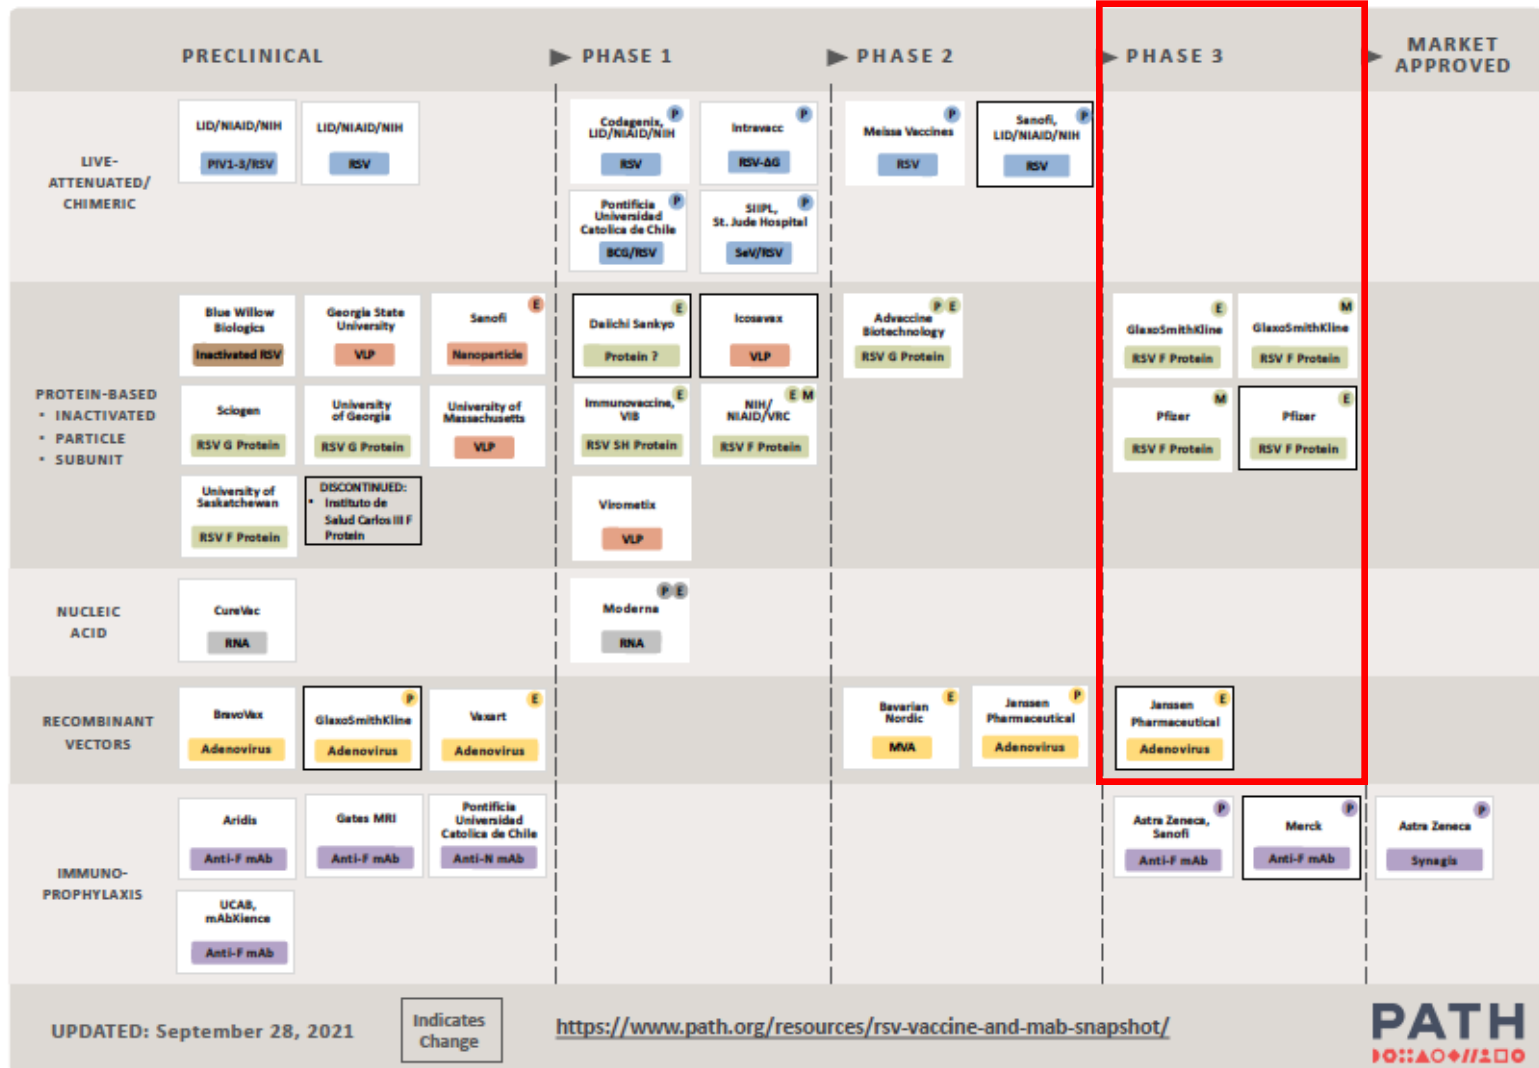 PRECLINICAL
PHASE 1
PHASE 2
PHASE 3
MARKET
APPROVED
LIVE-
ATTENUATED/
CHIMERIC
LID/NIAID/NIH
PIV1-3/RSV
LID/NIAID/NIH
RSV
P
Codagenix,
LID/NIAID/NIH
RSV
P
Intravacc
RSV-ΔG
P
Pontificia
Universidad
Catolica de Chile
BCG/RSV
P
SIIPL,
St. Jude Hospital
SeV/RSV
P
Meissa Vaccines
RSV
P
Sanofi,
LID/NIAID/NIH
RSV
PROTEIN-BASED
• INACTIVATED
• PARTICLE
• SUBUNIT
Blue Willow
Biologics
Inactivated RSV
Georgia State
University
VLP
E
Sanofi
Nanoparticle
Sciogen
RSV G Protein
University
of Georgia
RSV G Protein
University of
Massachusetts
VLP
University of
Saskatchewan
RSV F Protein
DISCONTINUED:
• Instituto de
Salud Carlos III F
Protein
E
Daiichi Sankyo
Protein ?
Icosavax
VLP
E
Immunovaccine,
VIB
RSV SH Protein
E M
NIH/
NIAID/VRC
RSV F Protein
Virometix
VLP
P E
Advaccine
Biotechnology
RSV G Protein
E
GlaxoSmithKline
RSV F Protein
M
GlaxoSmithKline
RSV F Protein
M
Pfizer
RSV F Protein
E
Pfizer
RSV F Protein
NUCLEIC
ACID
CureVac
RNA
P E
Moderna
RNA
RECOMBINANT
VECTORS
BravoVax
Adenovirus
P
GlaxoSmithKline
Adenovirus
E
Vaxart
Adenovirus
E
Bavarian
Nordic
MVA
P
Janssen
Pharmaceutical
Adenovirus
E
Janssen
Pharmaceutical
Adenovirus
IMMUNO-
PROPHYLAXIS
Aridis
Anti-F mAb
Gates MRI
Anti-F mAb
Pontificia
Universidad
Catolica de Chile
Anti-N mAb
UCAB,
mAbXience
Anti-F mAb
P
Astra Zeneca,
Sanofi
Anti-F mAb
P
Merck
Anti-F mAb
P
Astra Zeneca
Synagis
UPDATED: September 28, 2021
Indicates
Change
https://www.path.org/resources/rsv-vaccine-and-mab-snapshot/
PATH